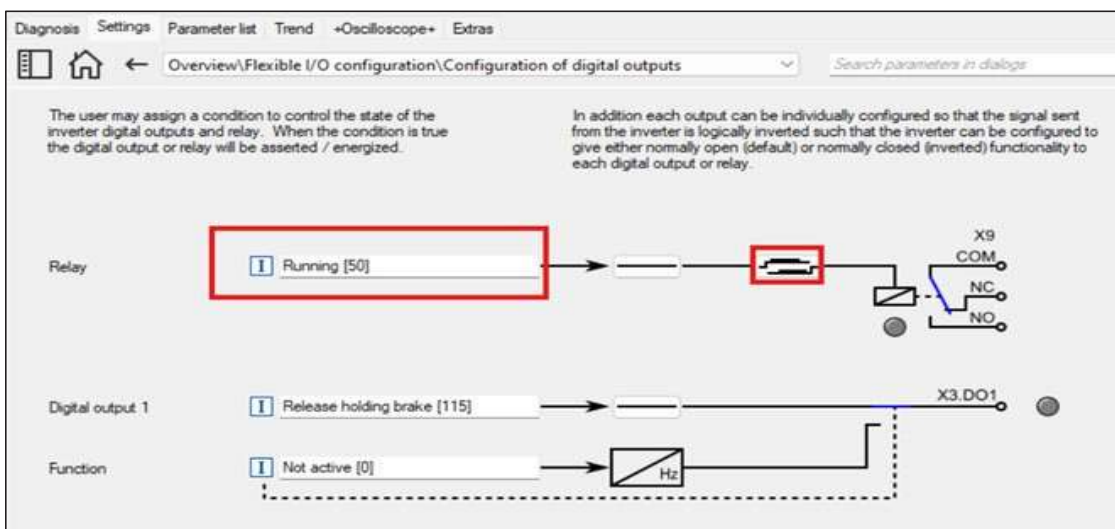 Diagnosis Settings Parameter list Trend +Oscilloscope+ Extras
Overview\Flexible I/O configuration\Configuration of digital outputs Search parameters in dialogs
The user may assign a condition to control the state of the
inverter digital outputs and relay. When the condition is true
the digital output or relay will be asserted / energized.
In addition each output can be individually configured so that the signal sent
from the inverter is logically inverted such that the inverter can be configured to
give either normally open (default) or normally closed (inverted) functionality to
each digital output or relay.
X9
Relay I Running [50] COM
NC
NO
Digital output 1 I Release holding brake [115] X3.DO1
Function I Not active [0] Hz